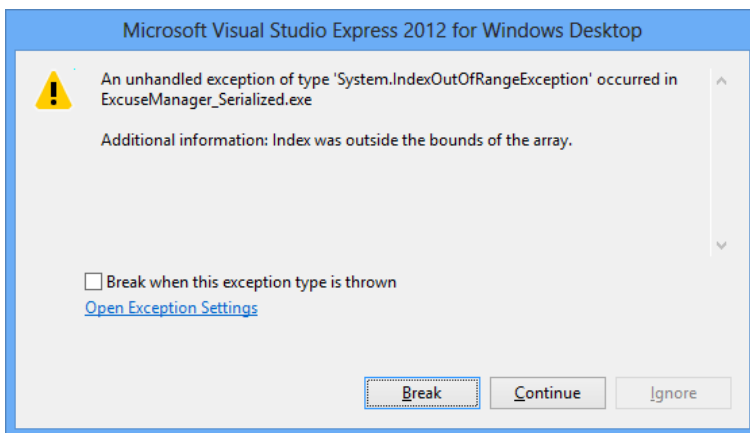 Microsoft Visual Studio Express 2012 for Windows Desktop
An unhandled exception of type 'System.IndexOutOfRangeException' occurred in
ExcuseManager_Serialized.exe
Additional information: Index was outside the bounds of the array.
Break when this exception type is thrown
Open Exception Settings
Break Continue Ignore